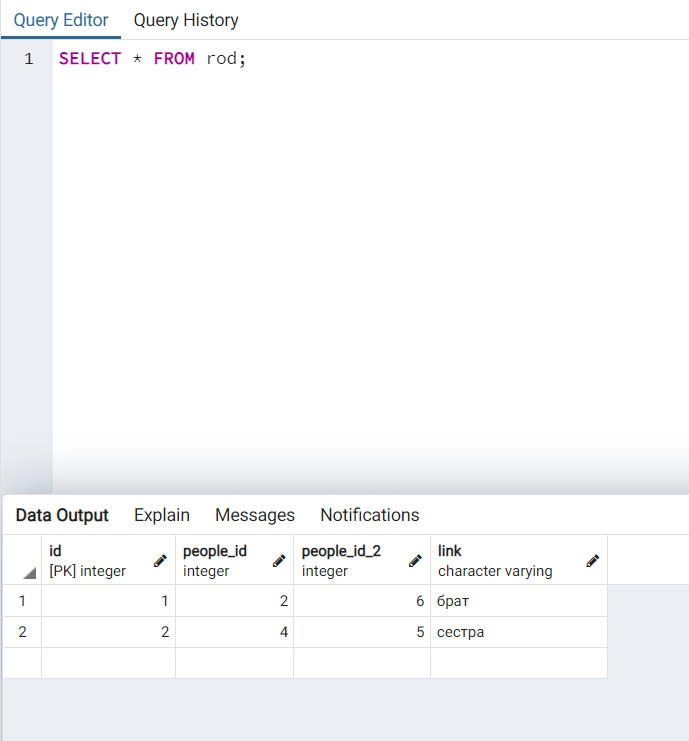 Query Editor Query History
1 SELECT * FROM rod;
Data Output Explain Messages Notifications
id people_id people_id_2 link
[PK] integer integer integer character varying
1 1 2 6 брат
2 2 4 5 сестра